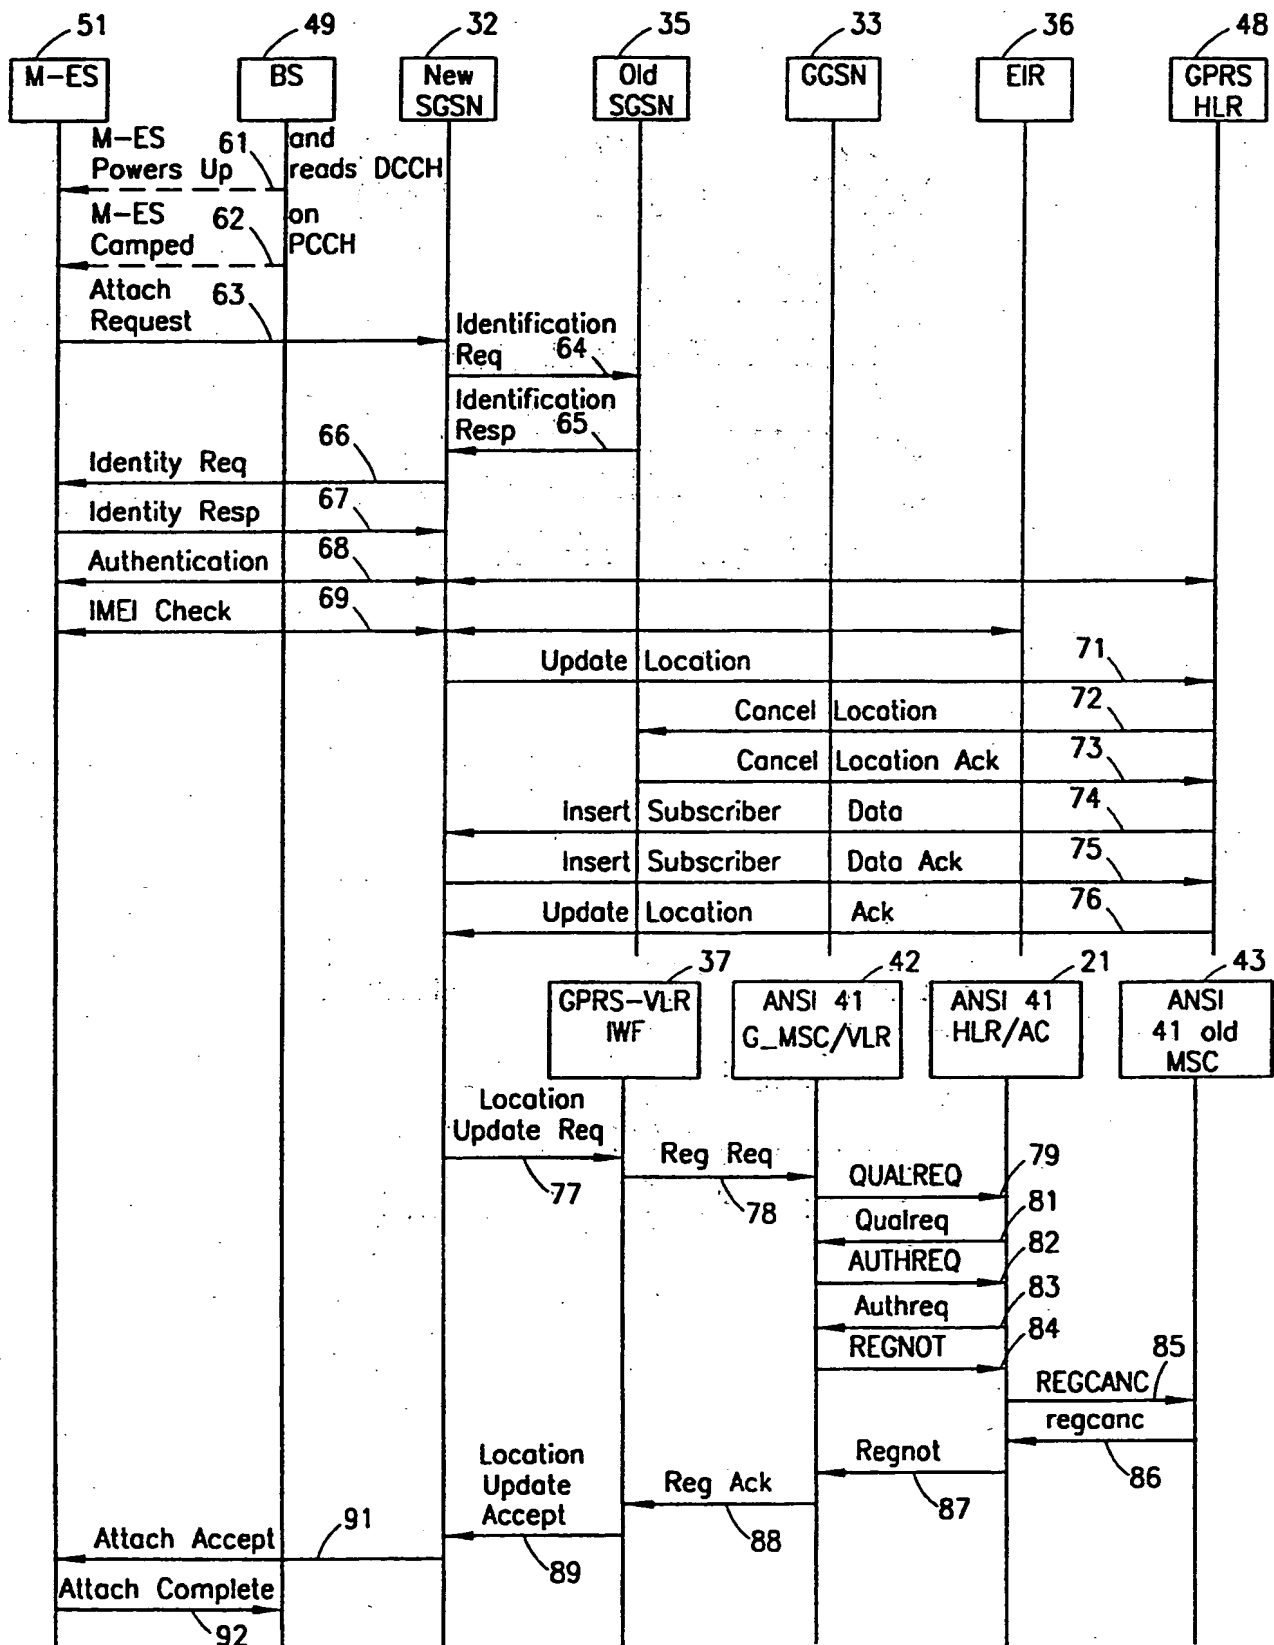 51 49 32 35 33 36 48
M-ES BS New SGSN Old SGSN GGSN EIR GPRS HLR
M-ES Powers Up 61 and reads DCCH
M-ES Camped 62 on PCCH
Attach Request 63
Identification Req 64
Identification Resp 65
66
Identity Req
Identity Resp 67
Authentication 68
IMEI Check 69
Update Location 71
Cancel Location 72
Cancel Location Ack 73
Insert Subscriber Data 74
Insert Subscriber Data Ack 75
Update Location Ack 76
37 42 21 43
GPRS-VLR IWF ANSI 41 G_MSC/VLR ANSI 41 HLR/AC ANSI 41 old MSC
Location Update Req
77
Reg Req
78
QUALREQ 79
Qualreq 81
AUTHREQ 82
Authreq 83
REGNOT 84
REGCANC 85
regcanc
86
Regnot
87
Reg Ack
88
Location Update Accept
89
Attach Accept 91
Attach Complete
92